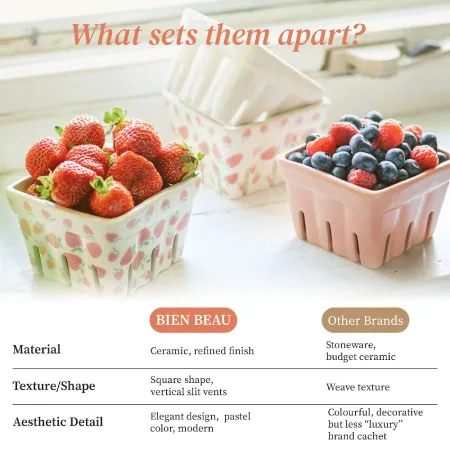 What sets them apart?
BIEN BEAU
Other Brands
Material
Ceramic, refined finish
Stoneware,
budget ceramic
Texture/Shape
Square shape,
vertical slit vents
Weave texture
Aesthetic Detail
Elegant design, pastel
color, modern
Colourful, decorative
but less “luxury”
brand cachet